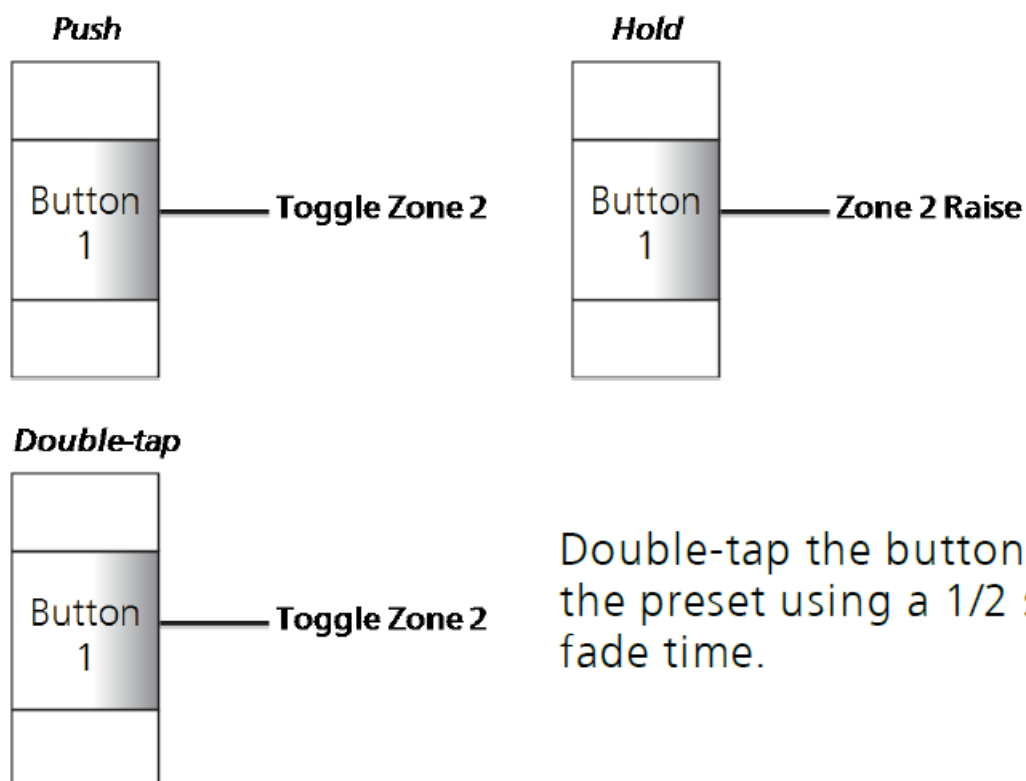 Push
Hold
Button
1
Toggle Zone 2
Button
1
Zone 2 Raise
Double-tap
Button
1
Toggle Zone 2
Double-tap the button
the preset using a 1/2
fade time.